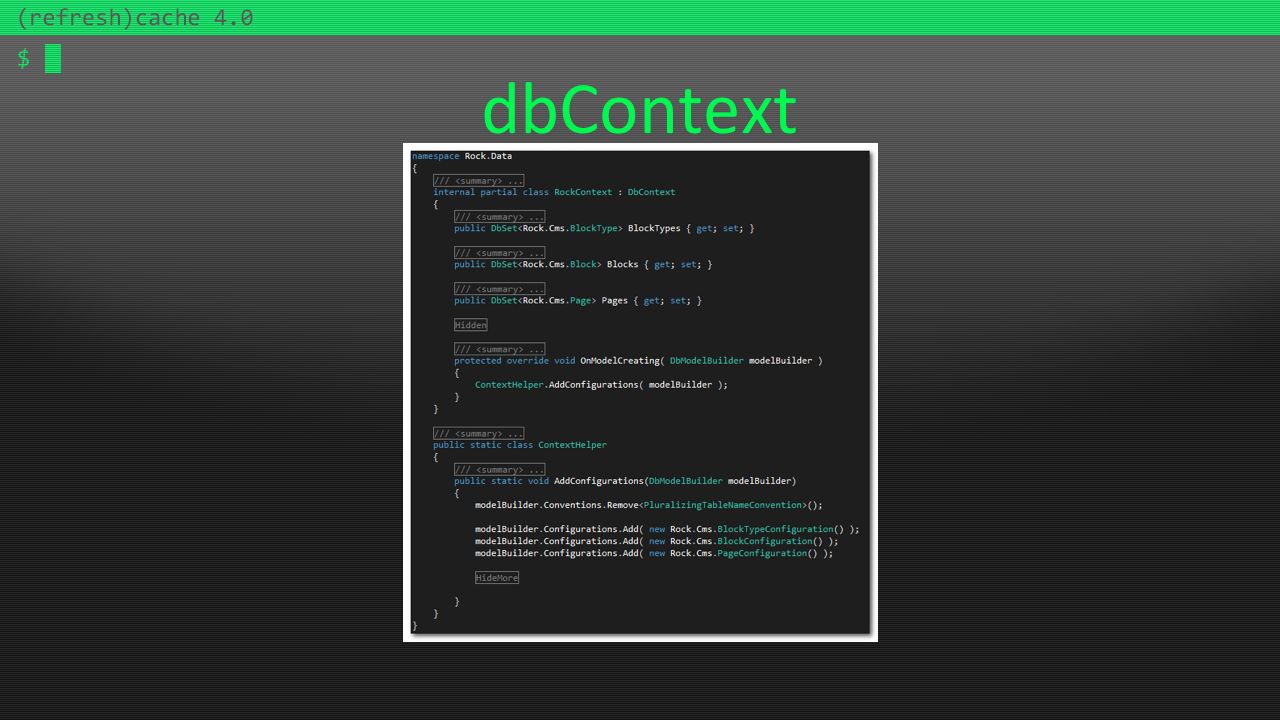 (refresh)cache 4.0
$
dbContext
namespace Rock.Data
{
/// <summary> ...
internal partial class RockContext : DbContext
{
/// <summary> ...
public DbSet<Rock.Cms.BlockType> BlockTypes { get; set; }
/// <summary> ...
public DbSet<Rock.Cms.Block> Blocks { get; set; }
/// <summary> ...
public DbSet<Rock.Cms.Page> Pages { get; set; }
Hidden
/// <summary> ...
protected override void OnModelCreating( DbModelBuilder modelBuilder )
{
ContextHelper.AddConfigurations( modelBuilder );
}
}
/// <summary> ...
public static class ContextHelper
{
/// <summary> ...
public static void AddConfigurations(DbModelBuilder modelBuilder)
{
modelBuilder.Conventions.Remove<PluralizingTableNameConvention>();
modelBuilder.Configurations.Add( new Rock.Cms.BlockTypeConfiguration() );
modelBuilder.Configurations.Add( new Rock.Cms.BlockConfiguration() );
modelBuilder.Configurations.Add( new Rock.Cms.PageConfiguration() );
HideMore
}
}
}